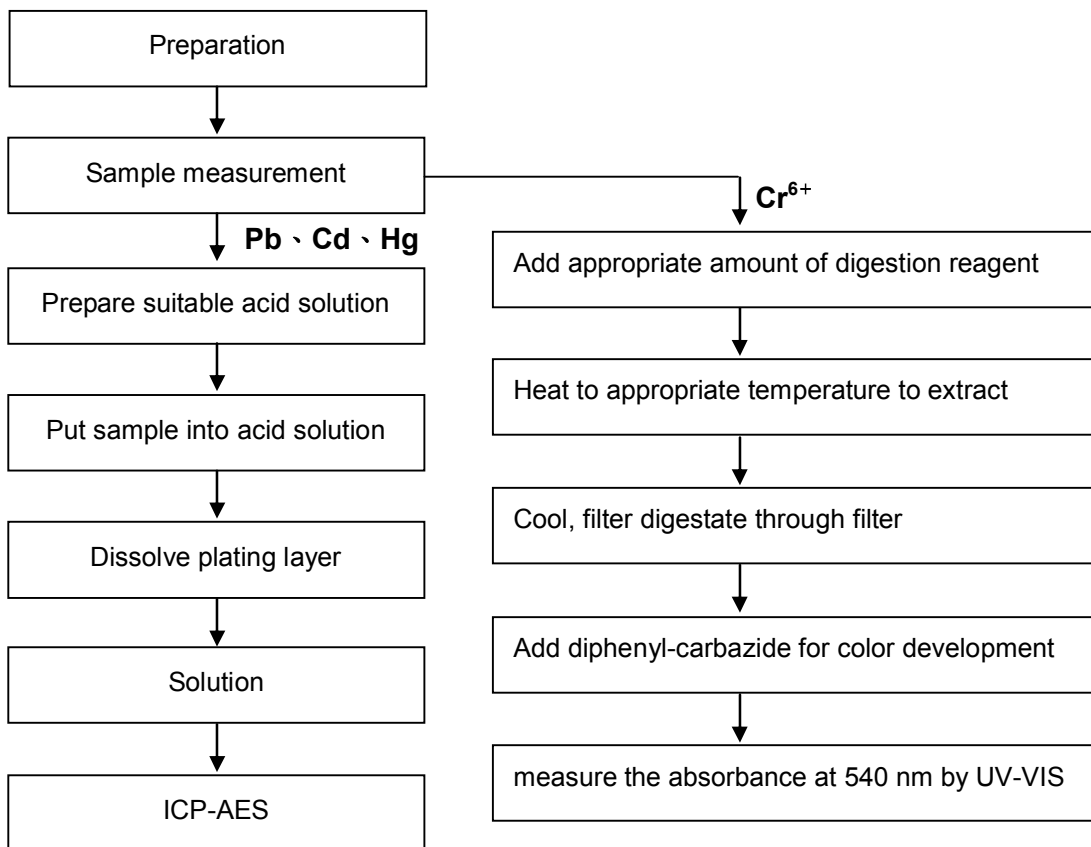 Preparation
Sample measurement
Pb、Cd、Hg
Prepare suitable acid solution
Put sample into acid solution
Dissolve plating layer
Solution
ICP-AES
Cr⁶⁺
Add appropriate amount of digestion reagent
Heat to appropriate temperature to extract
Cool, filter digestate through filter
Add diphenyl-carbazide for color development
measure the absorbance at 540 nm by UV-VIS